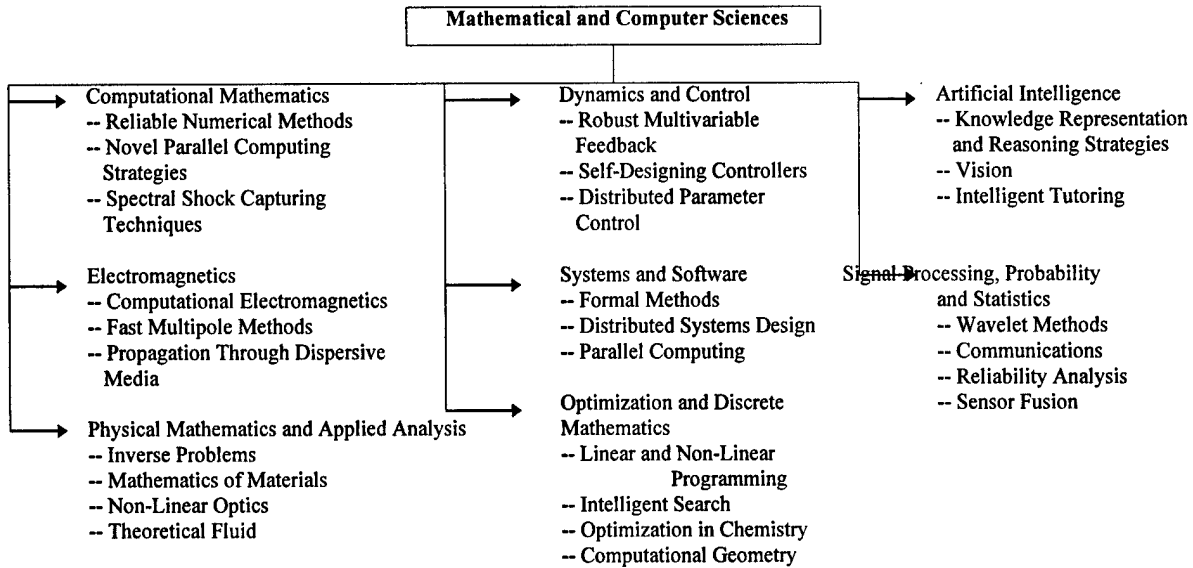 Mathematical and Computer Sciences
Computational Mathematics
-- Reliable Numerical Methods
-- Novel Parallel Computing
Strategies
-- Spectral Shock Capturing
Techniques
Electromagnetics
-- Computational Electromagnetics
-- Fast Multipole Methods
-- Propagation Through Dispersive
Media
Physical Mathematics and Applied Analysis
-- Inverse Problems
-- Mathematics of Materials
-- Non-Linear Optics
-- Theoretical Fluid
Dynamics and Control
-- Robust Multivariable
Feedback
-- Self-Designing Controllers
-- Distributed Parameter
Control
Systems and Software
-- Formal Methods
-- Distributed Systems Design
-- Parallel Computing
Optimization and Discrete
Mathematics
-- Linear and Non-Linear
Programming
-- Intelligent Search
-- Optimization in Chemistry
-- Computational Geometry
Artificial Intelligence
-- Knowledge Representation
and Reasoning Strategies
-- Vision
-- Intelligent Tutoring
Signal Processing, Probability
and Statistics
-- Wavelet Methods
-- Communications
-- Reliability Analysis
-- Sensor Fusion